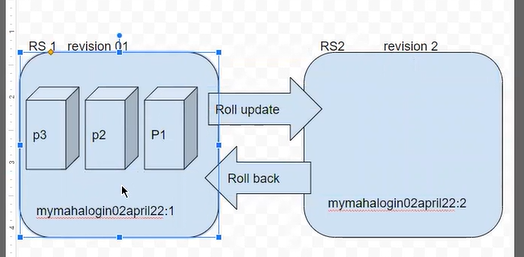 RS 1 revision 01
RS2 revision 2
p3 p2 P1
Roll update
Roll back
mymahalogin02april22:1
mymahalogin02april22:2